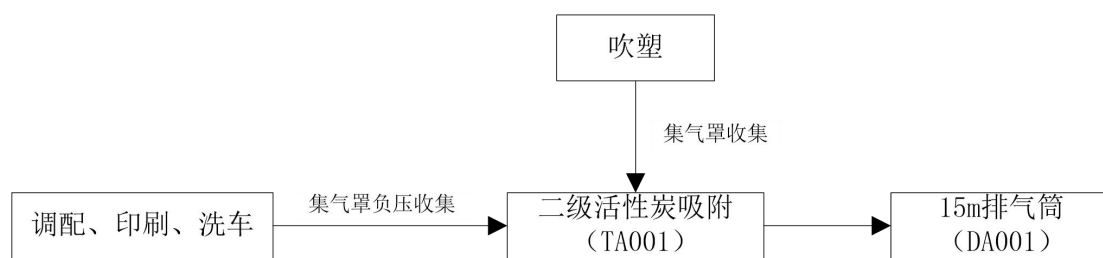 吹塑
集气罩收集
调配、印刷、洗车
集气罩负压收集
二级活性炭吸附
（TA001）
15m排气筒
（DA001）